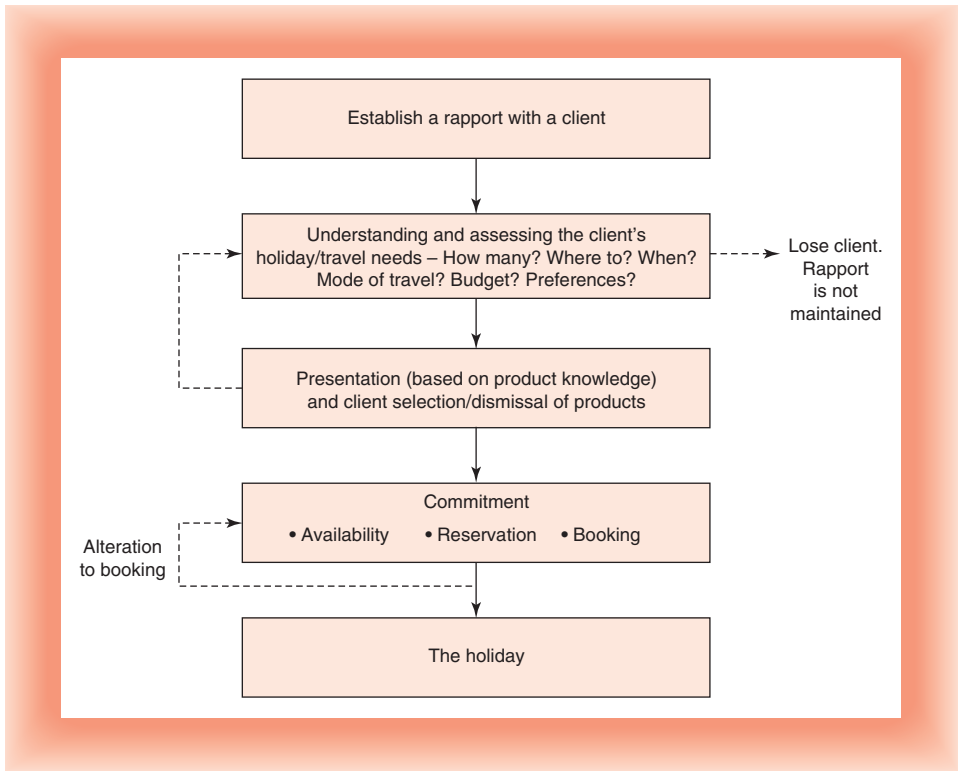 Establish a rapport with a client
Understanding and assessing the client's
holiday/travel needs – How many? Where to? When?
Mode of travel? Budget? Preferences?
Lose client.
Rapport
is not
maintained
Presentation (based on product knowledge)
and client selection/dismissal of products
Commitment
• Availability • Reservation • Booking
Alteration
to booking
The holiday